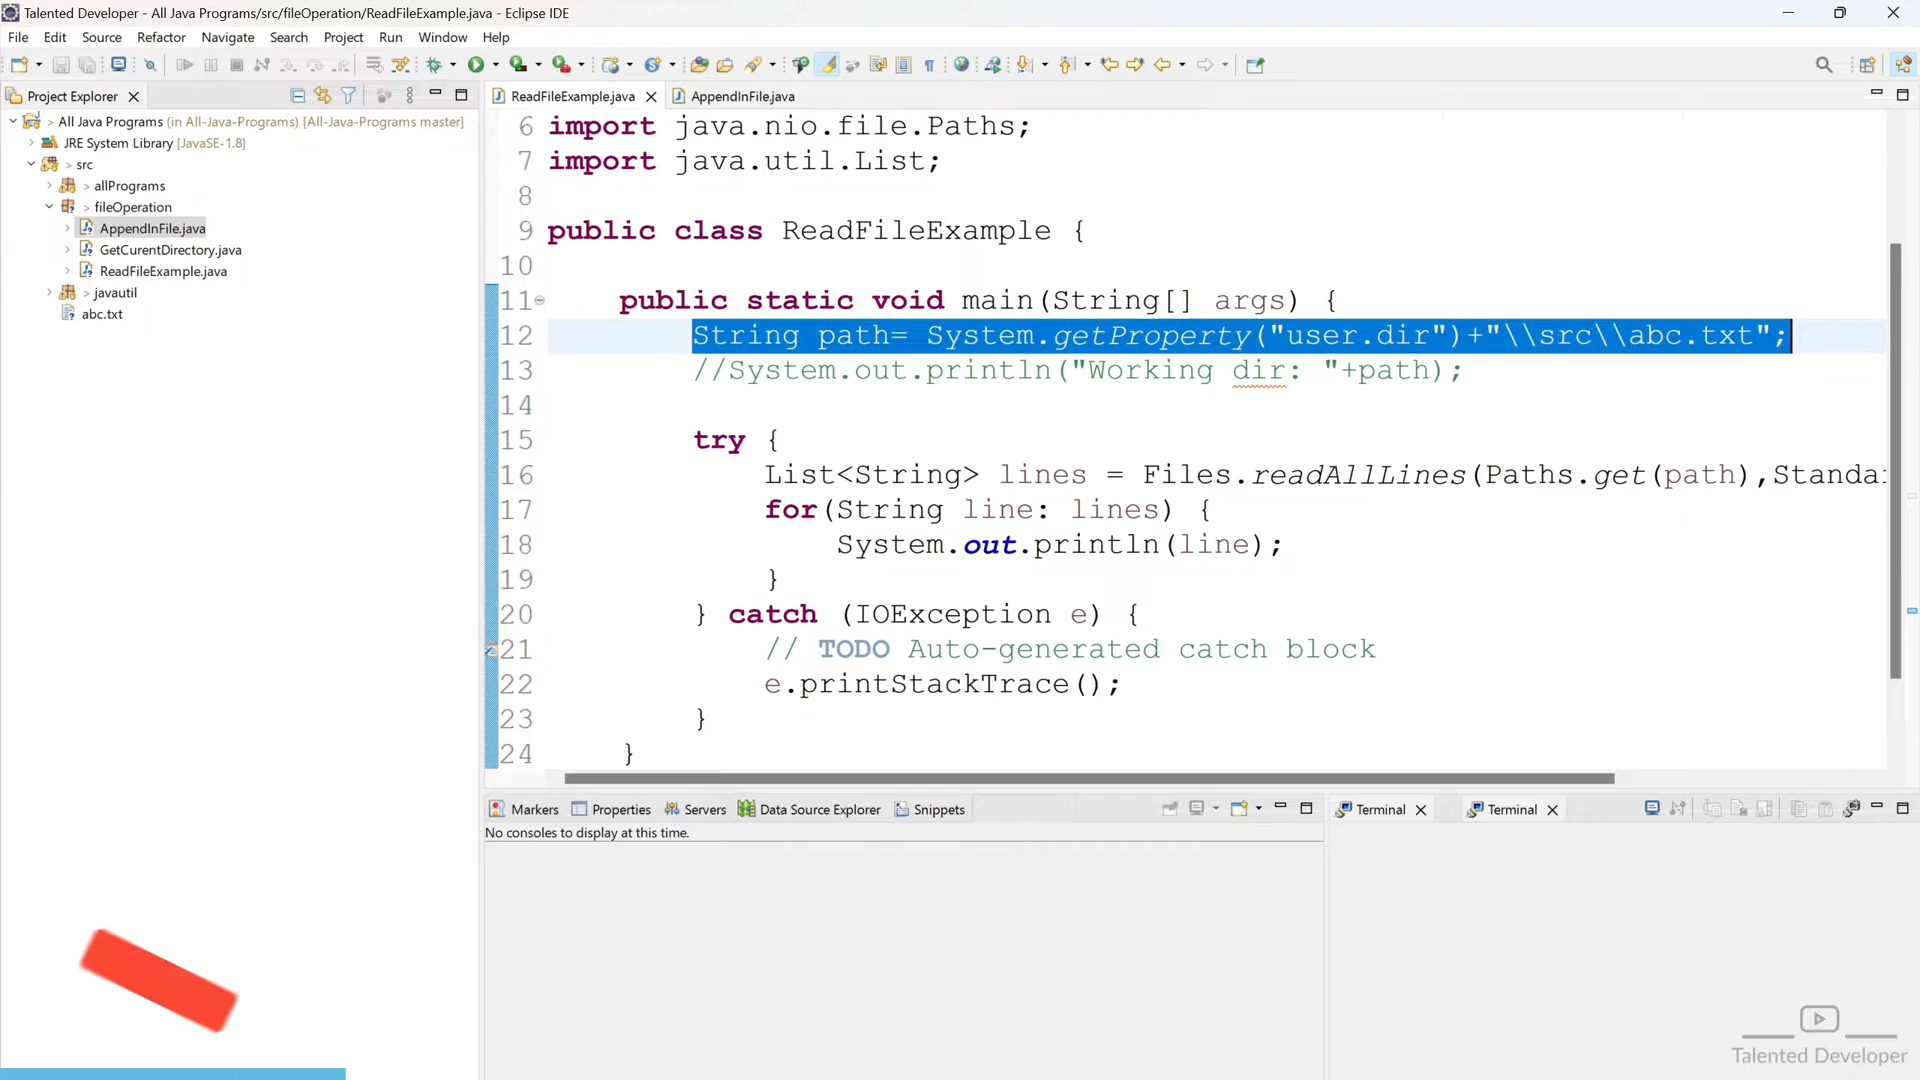 Talented Developer - All Java Programs/src/fileOperation/ReadFileExample.java - Eclipse IDE
File Edit Source Refactor Navigate Search Project Run Window Help
Project Explorer
All Java Programs (in All-Java-Programs) [All-Java-Programs master]
JRE System Library [JavaSE-1.8]
src
allPrograms
fileOperation
AppendInFile.java
GetCurentDirectory.java
ReadFileExample.java
javautil
abc.txt
ReadFileExample.java AppendInFile.java
6 import java.nio.file.Paths;
7 import java.util.List;
8
9 public class ReadFileExample {
10
11 public static void main(String[] args) {
12 String path= System.getProperty("user.dir")+"\\src\\abc.txt";
13 //System.out.println("Working dir: "+path);
14
15 try {
16 List<String> lines = Files.readAllLines(Paths.get(path),Standa
17 for(String line: lines) {
18 System.out.println(line);
19 }
20 } catch (IOException e) {
21 // TODO Auto-generated catch block
22 e.printStackTrace();
23 }
24 }
Markers Properties Servers Data Source Explorer Snippets
No consoles to display at this time.
Terminal Terminal
Talented Developer